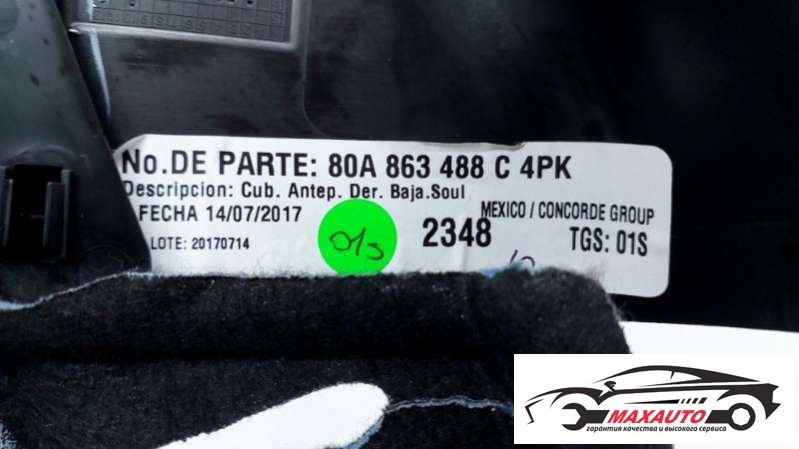 No.DE PARTE: 80A 863 488 C 4PK
Descripcion: Cub. Antep. Der. Baja.Soul
FECHA 14/07/2017
MEXICO / CONCORDE GROUP
LOTE: 20170714
01s
2348
TGS: 01S
MAXAUTO
гарантия качества и высокого сервиса